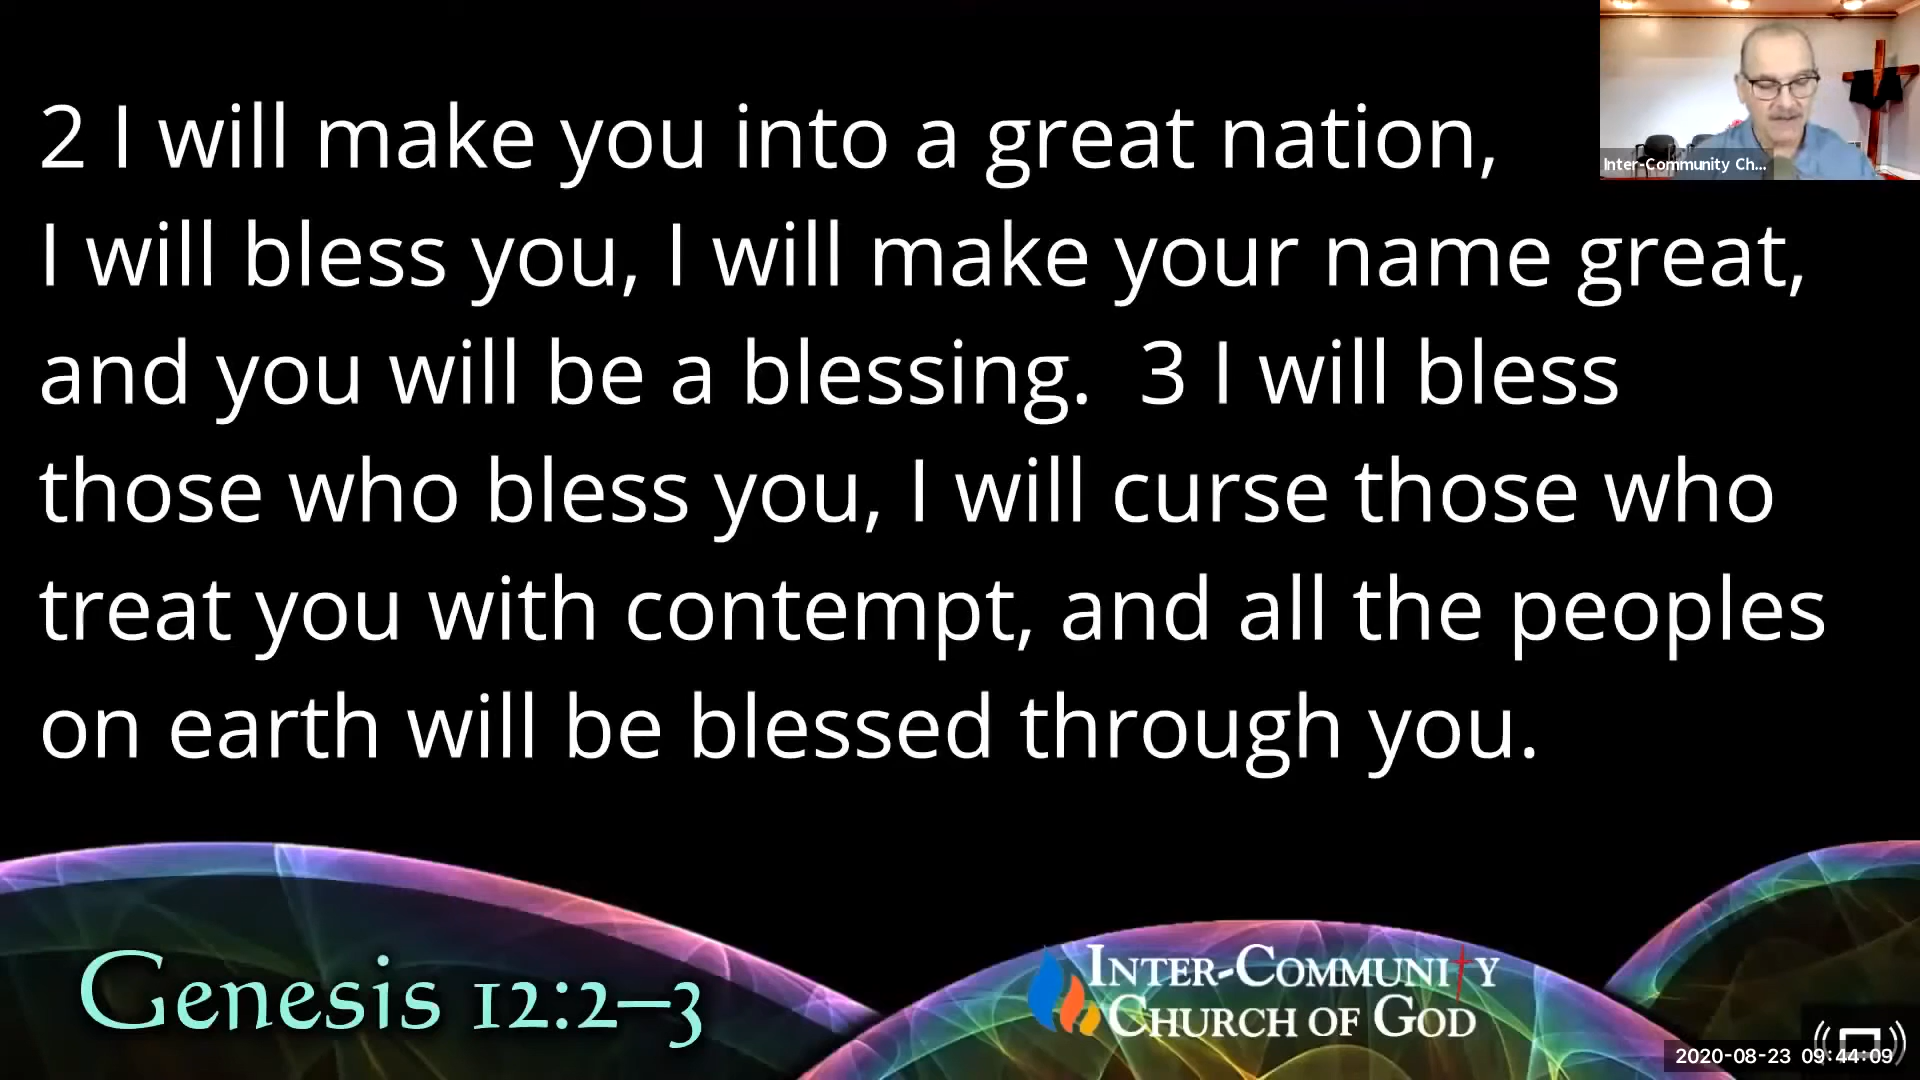 2 I will make you into a great nation,
I will bless you, I will make your name great,
and you will be a blessing.  3 I will bless
those who bless you, I will curse those who
treat you with contempt, and all the peoples
on earth will be blessed through you.
Inter-Community Ch...
Genesis 12:2–3
Inter-Community
Church of God
2020-08-23 09:44:09